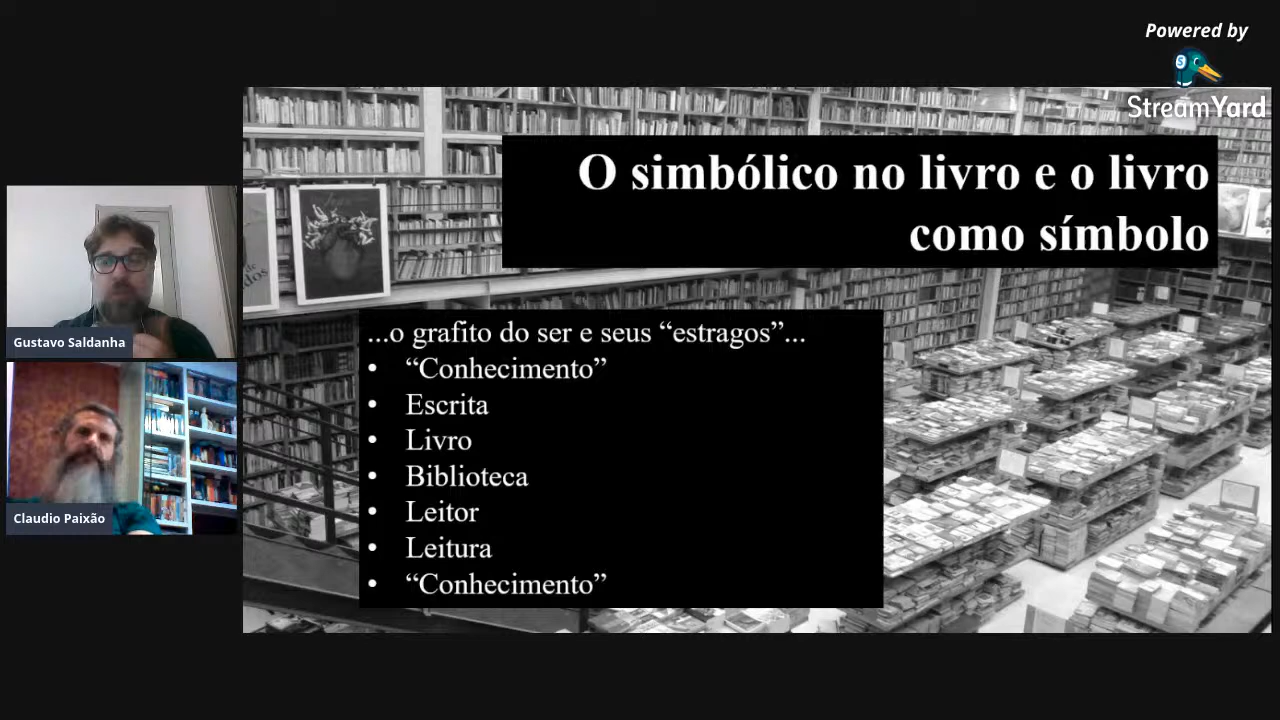 Powered by
StreamYard
O simbólico no livro e o livro
como símbolo
...o grafito do ser e seus “estragos”...
• “Conhecimento”
• Escrita
• Livro
• Biblioteca
• Leitor
• Leitura
• “Conhecimento”
Gustavo Saldanha
Claudio Paixão